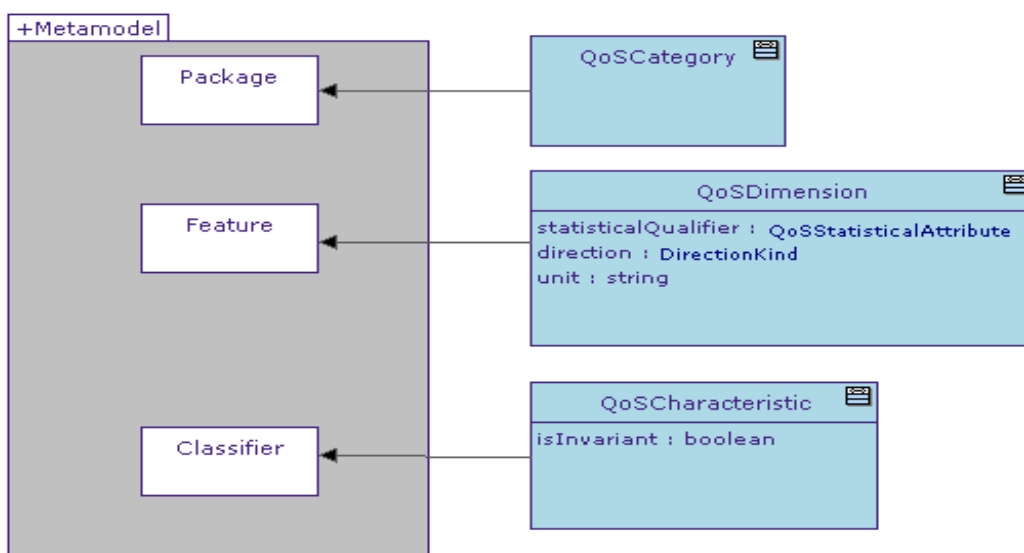 +Metamodel
Package
QoSCategory
QoSDimension
Feature
statisticalQualifier : QoSStatisticalAttribute
direction : DirectionKind
unit : string
QoSCharacteristic
Classifier
isInvariant : boolean